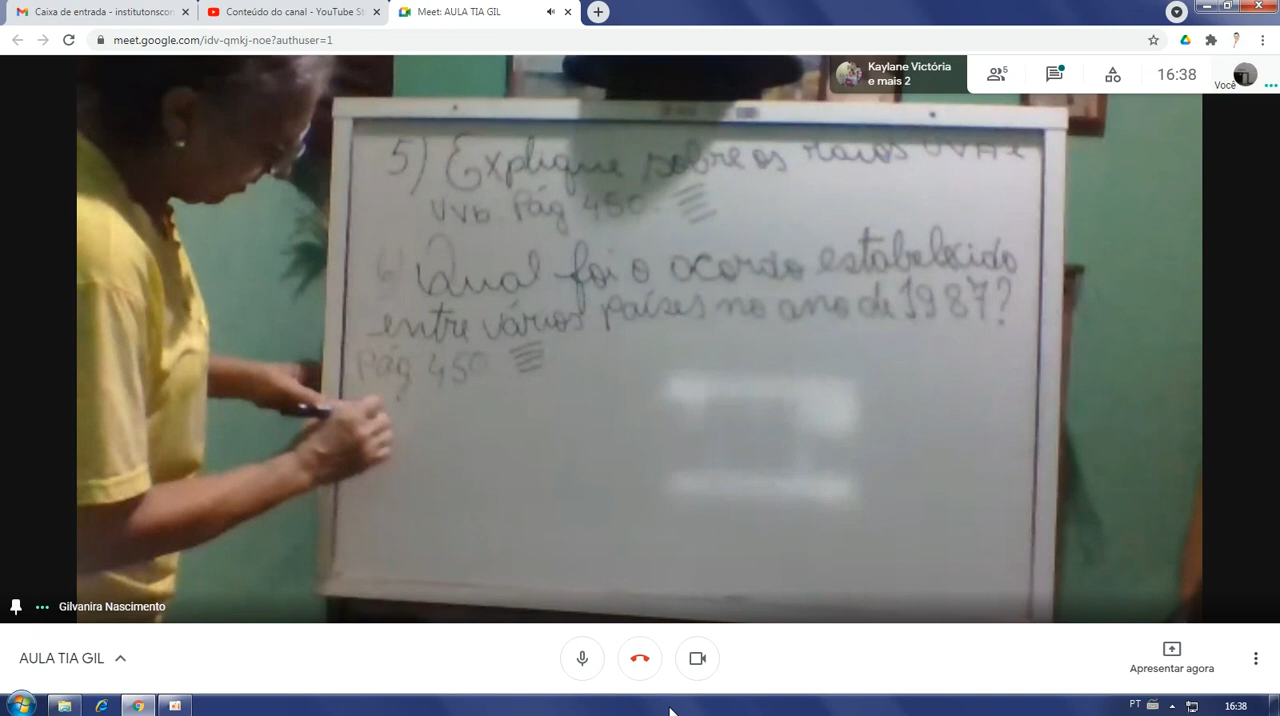 Caixa de entrada - institutonscon
Conteúdo do canal - YouTube St
Meet: AULA TIA GIL
meet.google.com/idv-qmkj-noe?authuser=1
Kaylane Victória
e mais 2
5
16:38
Você
5) Explique sobre os raios UVA e
UVB Pág 450
6) Qual foi o acordo estabelecido
entre vários países no ano de 1987?
Pág 450
Gilvanira Nascimento
AULA TIA GIL
Apresentar agora
PT
16:38